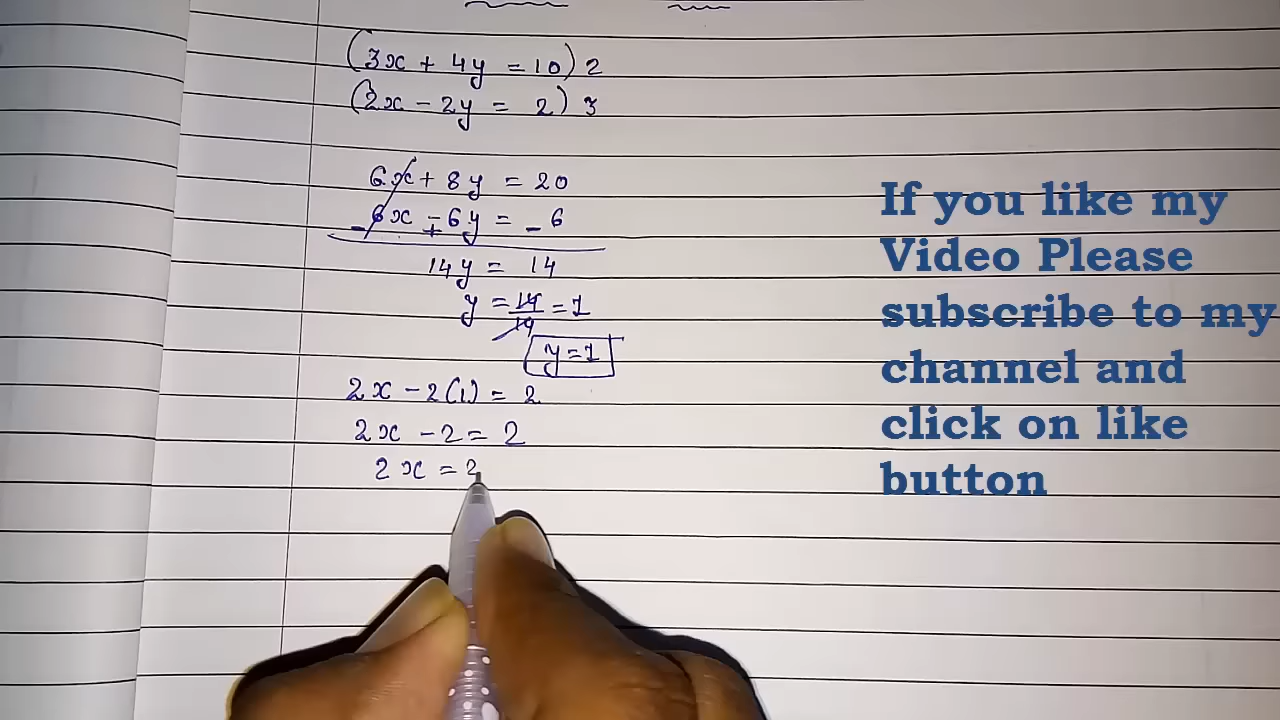 (3x + 4y = 10) 2
(2x - 2y = 2) 3
6x + 8y = 20
6x - 6y = 6
- + -
14y = 14
y = 14/14 = 1
y = 1
2x - 2(1) = 2
2x - 2 = 2
2x = 2
If you like my
Video Please
subscribe to my
channel and
click on like
button